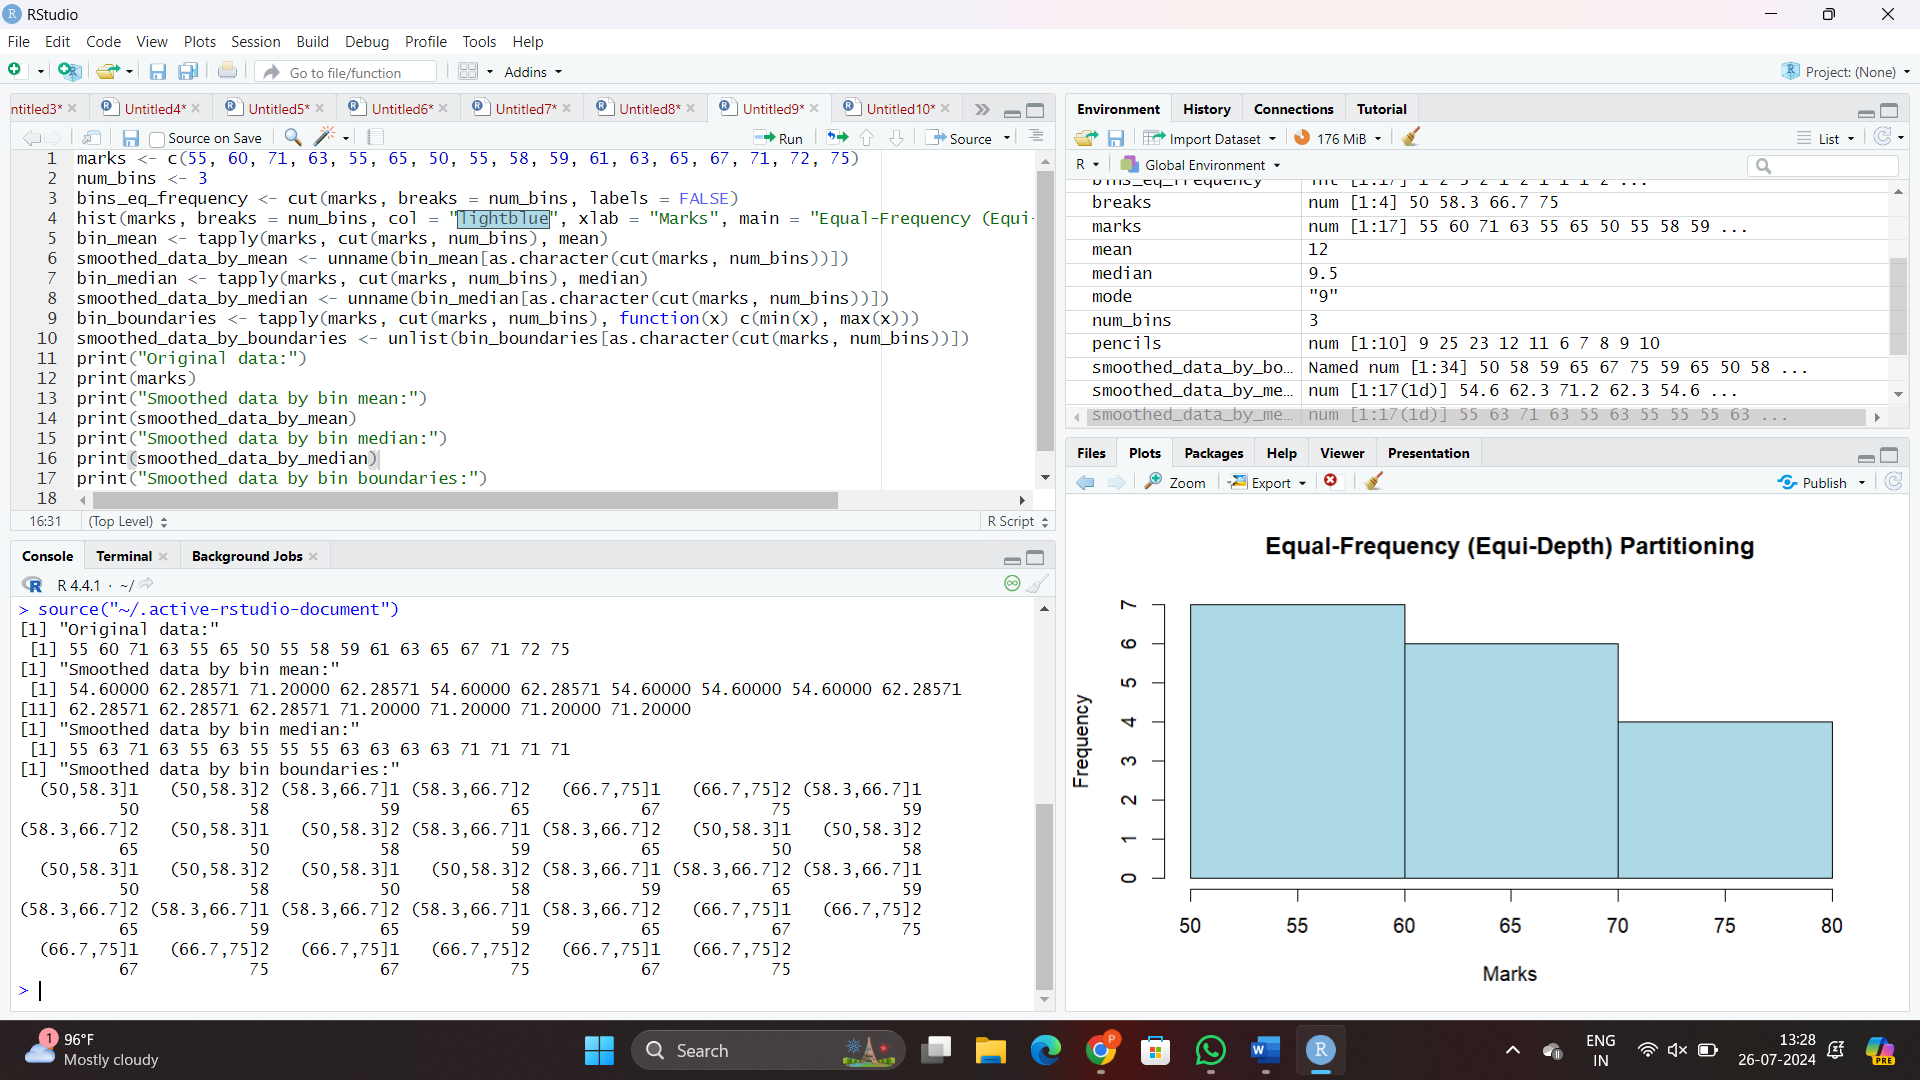 RStudio
File Edit Code View Plots Session Build Debug Profile Tools Help
Go to file/function Addins Project: (None)
ntitled3* Untitled4* Untitled5* Untitled6* Untitled7* Untitled8* Untitled9* Untitled10*
Source on Save Run Source
1 marks <- c(55, 60, 71, 63, 55, 65, 50, 55, 58, 59, 61, 63, 65, 67, 71, 72, 75)
2 num_bins <- 3
3 bins_eq_frequency <- cut(marks, breaks = num_bins, labels = FALSE)
4 hist(marks, breaks = num_bins, col = "lightblue", xlab = "Marks", main = "Equal-Frequency (Equi-
5 bin_mean <- tapply(marks, cut(marks, num_bins), mean)
6 smoothed_data_by_mean <- unname(bin_mean[as.character(cut(marks, num_bins))])
7 bin_median <- tapply(marks, cut(marks, num_bins), median)
8 smoothed_data_by_median <- unname(bin_median[as.character(cut(marks, num_bins))])
9 bin_boundaries <- tapply(marks, cut(marks, num_bins), function(x) c(min(x), max(x)))
10 smoothed_data_by_boundaries <- unlist(bin_boundaries[as.character(cut(marks, num_bins))])
11 print("Original data:")
12 print(marks)
13 print("Smoothed data by bin mean:")
14 print(smoothed_data_by_mean)
15 print("Smoothed data by bin median:")
16 print(smoothed_data_by_median)
17 print("Smoothed data by bin boundaries:")
18
16:31 (Top Level) R Script
Console Terminal Background Jobs
R 4.4.1 · ~/
> source("~/.active-rstudio-document")
[1] "Original data:"
[1] 55 60 71 63 55 65 50 55 58 59 61 63 65 67 71 72 75
[1] "Smoothed data by bin mean:"
[1] 54.60000 62.28571 71.20000 62.28571 54.60000 62.28571 54.60000 54.60000 54.60000 62.28571
[11] 62.28571 62.28571 62.28571 71.20000 71.20000 71.20000 71.20000
[1] "Smoothed data by bin median:"
[1] 55 63 71 63 55 63 55 55 55 63 63 63 63 71 71 71 71
[1] "Smoothed data by bin boundaries:"
(50,58.3]1 (50,58.3]2 (58.3,66.7]1 (58.3,66.7]2 (66.7,75]1 (66.7,75]2 (58.3,66.7]1
50 58 59 65 67 75 59
(58.3,66.7]2 (50,58.3]1 (50,58.3]2 (58.3,66.7]1 (58.3,66.7]2 (50,58.3]1 (50,58.3]2
65 50 58 59 65 50 58
(50,58.3]1 (50,58.3]2 (50,58.3]1 (50,58.3]2 (58.3,66.7]1 (58.3,66.7]2 (58.3,66.7]1
50 58 50 58 59 65 59
(58.3,66.7]2 (58.3,66.7]1 (58.3,66.7]2 (58.3,66.7]1 (58.3,66.7]2 (66.7,75]1 (66.7,75]2
65 59 65 59 65 67 75
(66.7,75]1 (66.7,75]2 (66.7,75]1 (66.7,75]2 (66.7,75]1 (66.7,75]2
67 75 67 75 67 75
>
Environment History Connections Tutorial
Import Dataset 176 MiB List
R Global Environment
bins_eq_frequency int [1:17] 1 2 3 2 1 2 1 1 1 2 ...
breaks num [1:4] 50 58.3 66.7 75
marks num [1:17] 55 60 71 63 55 65 50 55 58 59 ...
mean 12
median 9.5
mode "9"
num_bins 3
pencils num [1:10] 9 25 23 12 11 6 7 8 9 10
smoothed_data_by_bo... Named num [1:34] 50 58 59 65 67 75 59 65 50 58 ...
smoothed_data_by_me... num [1:17(1d)] 54.6 62.3 71.2 62.3 54.6 ...
smoothed_data_by_me... num [1:17(1d)] 55 63 71 63 55 63 55 55 55 63 ...
Files Plots Packages Help Viewer Presentation
Zoom Export Publish
Equal-Frequency (Equi-Depth) Partitioning
Frequency
7
6
5
4
3
2
1
0
50 55 60 65 70 75 80
Marks
1 96°F
Mostly cloudy
Search
P
W
R
PRE
ENG
IN
13:28
26-07-2024